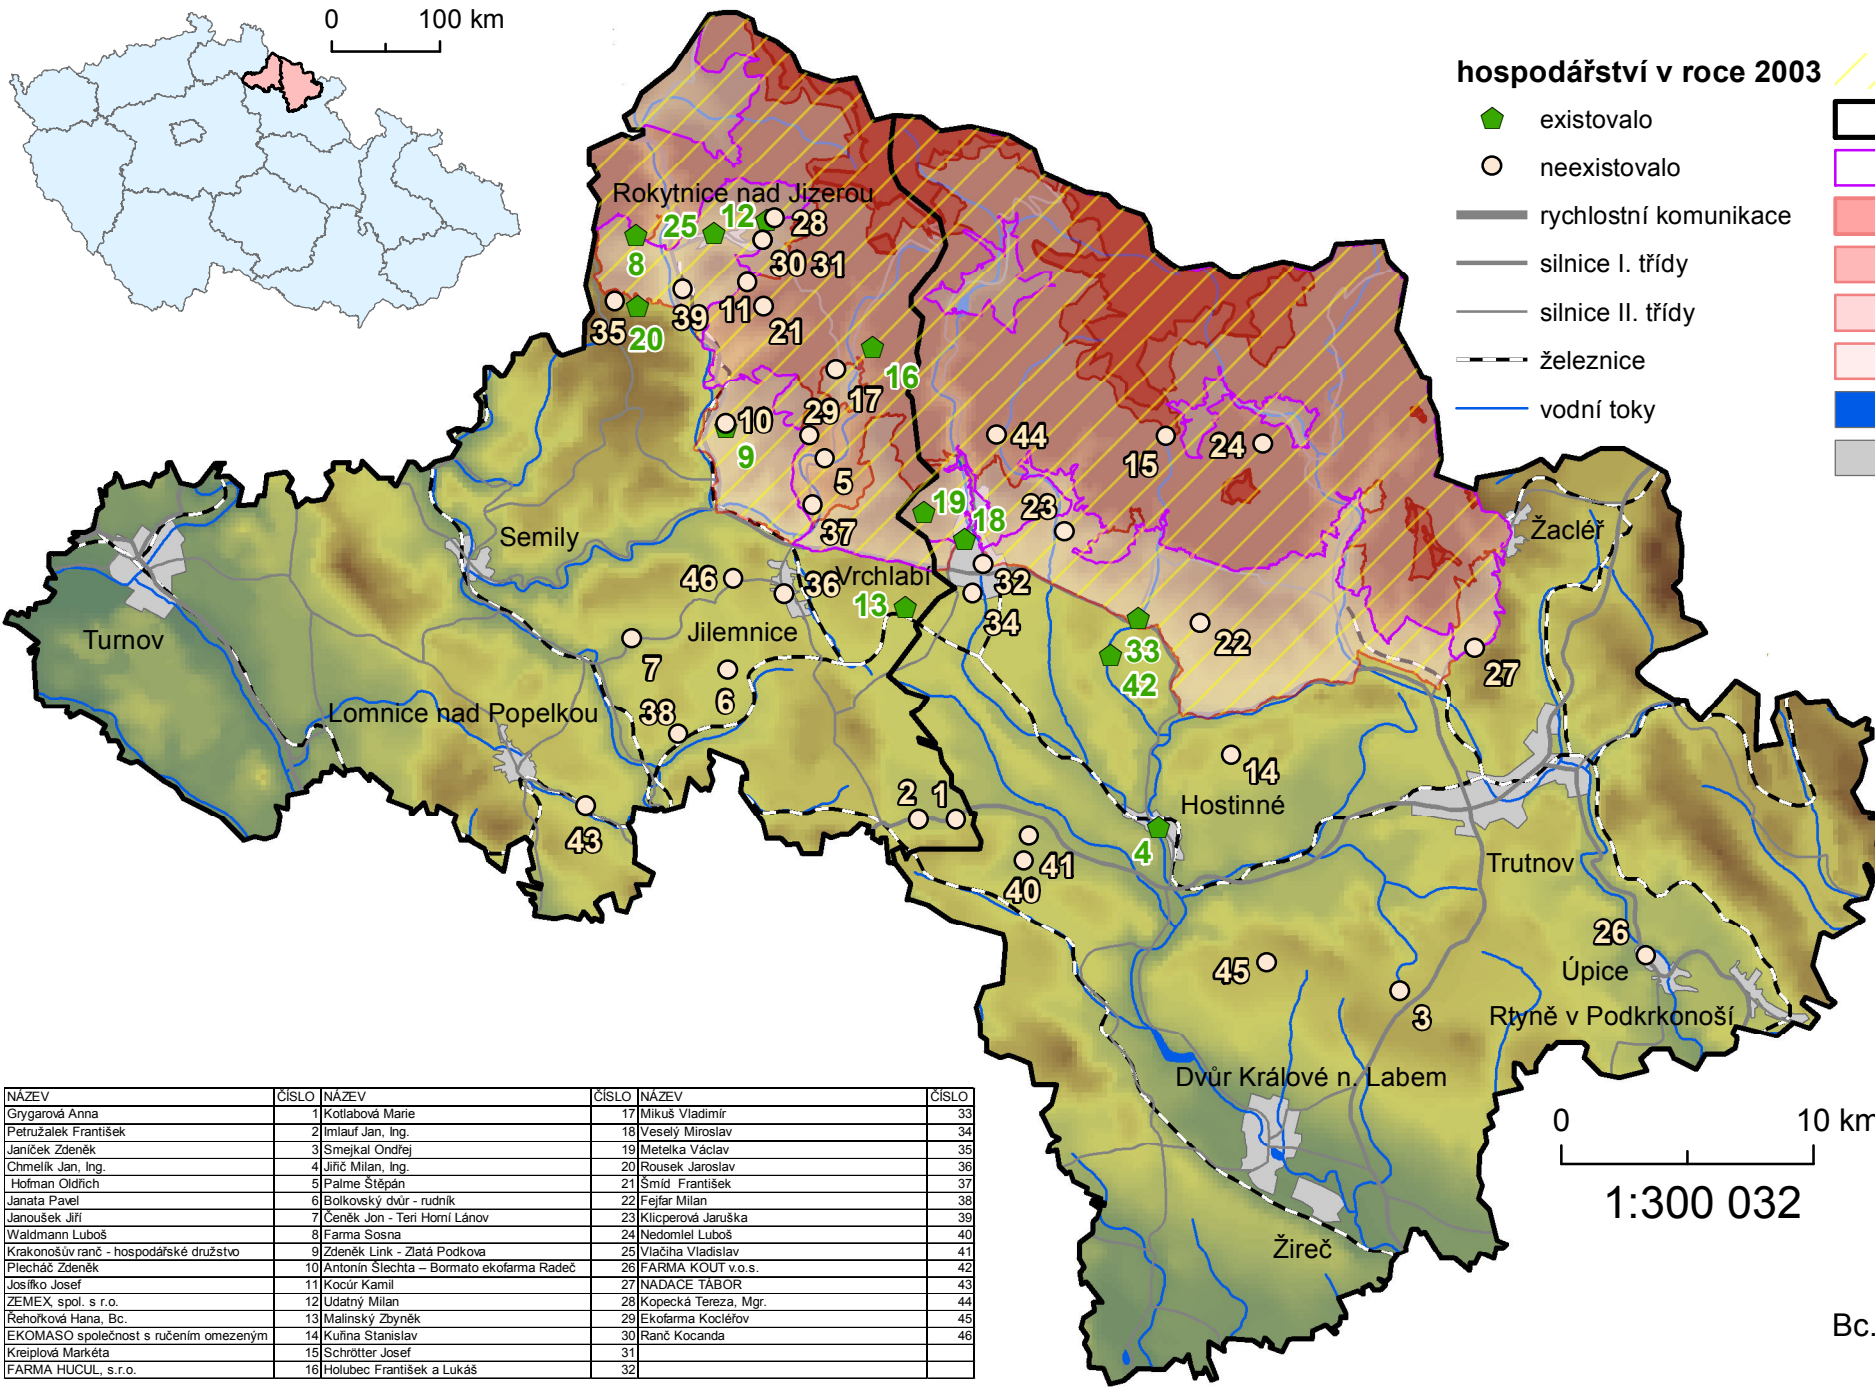 0 100 km
hospodářství v roce 2003
existovalo
neexistovalo
rychlostní komunikace
silnice I. třídy
silnice II. třídy
železnice
vodní toky
Rokytnice nad Jizerou
25 12 28
8 30 31
35 20 39 11 21
16
17
10 29
9
5
44
15 24
19 18 23
37
Semily
Žacléř
46 36 Vrchlabí
13
32
34
Turnov
Jilemnice
7
6
33
42
22
27
Lomnice nad Popelkou
38
14
Hostinné
2 1
43
41
40
4
Trutnov
26
Úpice
45
3
Rtyně v Podkrkonoší
Dvůr Králové n. Labem
Žireč
0 10 km
1:300 032
Bc.
NÁZEV ČÍSLO NÁZEV ČÍSLO NÁZEV ČÍSLO
Grygarová Anna 1 Kotlabová Marie 17 Mikuš Vladimír 33
Petružalek František 2 Imlauf Jan, Ing. 18 Veselý Miroslav 34
Janíček Zdeněk 3 Smejkal Ondřej 19 Metelka Václav 35
Chmelík Jan, Ing. 4 Jiřič Milan, Ing. 20 Rousek Jaroslav 36
Hofman Oldřich 5 Palme Štěpán 21 Šmíd František 37
Janata Pavel 6 Bolkovský dvůr - rudník 22 Fejfar Milan 38
Janoušek Jiří 7 Čeněk Jon - Teri Horní Lánov 23 Klicperová Jaruška 39
Waldmann Luboš 8 Farma Sosna 24 Nedomlel Luboš 40
Krakonošův ranč - hospodářské družstvo 9 Zdeněk Link - Zlatá Podkova 25 Vlačiha Vladislav 41
Plecháč Zdeněk 10 Antonín Šlechta – Bormato ekofarma Radeč 26 FARMA KOUT v.o.s. 42
Josífko Josef 11 Kocúr Kamil 27 NADACE TÁBOR 43
ZEMEX, spol. s r.o. 12 Udatný Milan 28 Kopecká Tereza, Mgr. 44
Řehořková Hana, Bc. 13 Malinský Zbyněk 29 Ekofarma Kocléřov 45
EKOMASO společnost s ručením omezeným 14 Kuřina Stanislav 30 Ranč Kocanda 46
Kreiplová Markéta 15 Schrötter Josef 31
FARMA HUCUL, s.r.o. 16 Holubec František a Lukáš 32